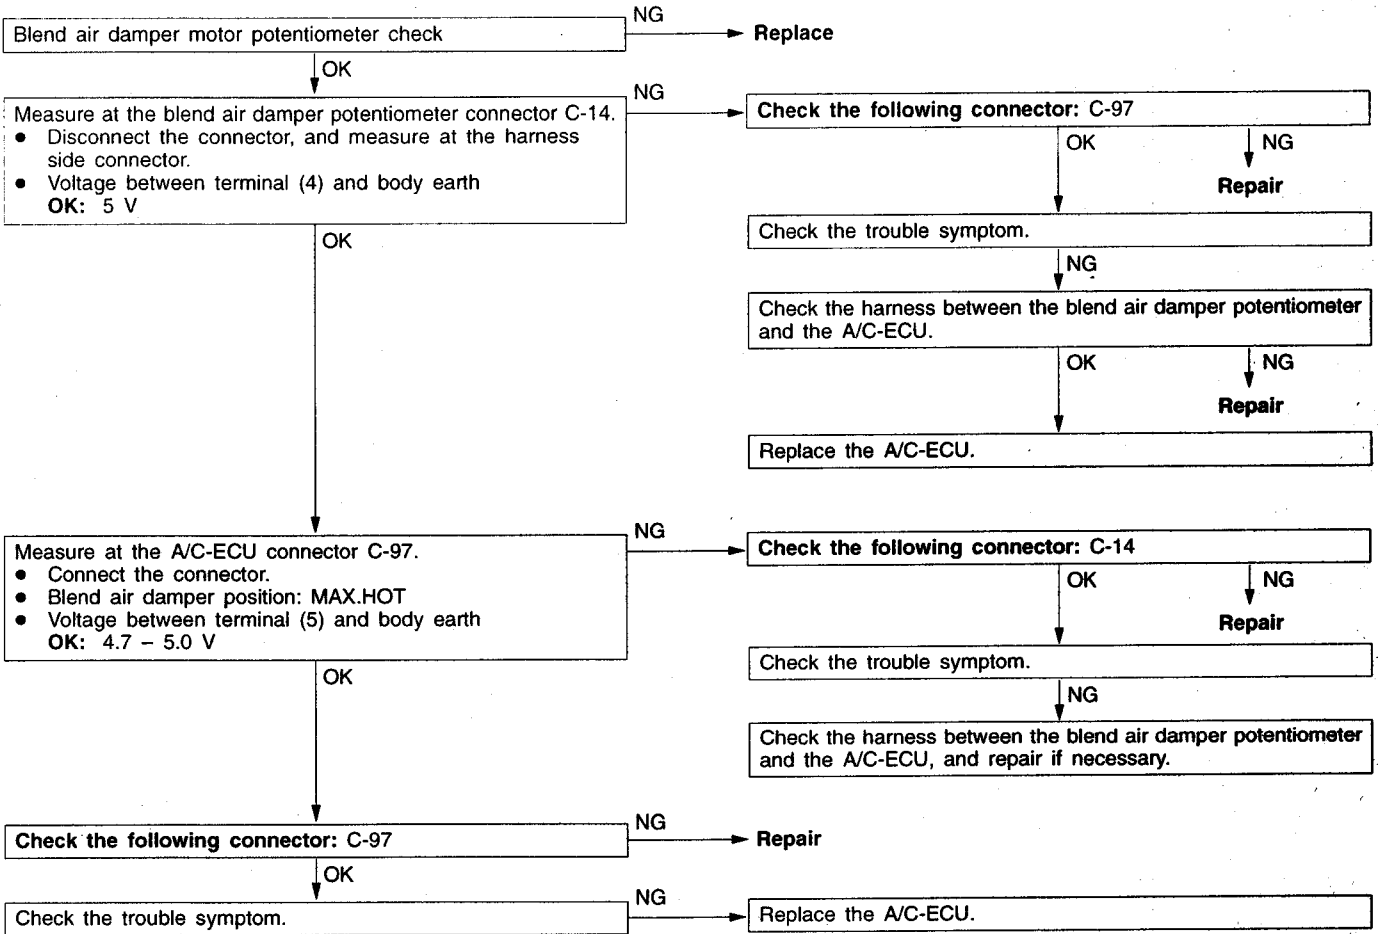 NG
Blend air damper motor potentiometer check
Replace
OK
NG
Measure at the blend air damper potentiometer connector C-14.
● Disconnect the connector, and measure at the harness
side connector.
● Voltage between terminal (4) and body earth
OK: 5 V
Check the following connector: C-97
OK
NG
Repair
Check the trouble symptom.
NG
Check the harness between the blend air damper potentiometer
and the A/C-ECU.
OK
NG
Repair
Replace the A/C-ECU.
OK
NG
Measure at the A/C-ECU connector C-97.
● Connect the connector.
● Blend air damper position: MAX.HOT
● Voltage between terminal (5) and body earth
OK: 4.7 – 5.0 V
Check the following connector: C-14
OK
NG
Repair
Check the trouble symptom.
NG
Check the harness between the blend air damper potentiometer
and the A/C-ECU, and repair if necessary.
OK
NG
Check the following connector: C-97
Repair
OK
NG
Check the trouble symptom.
Replace the A/C-ECU.